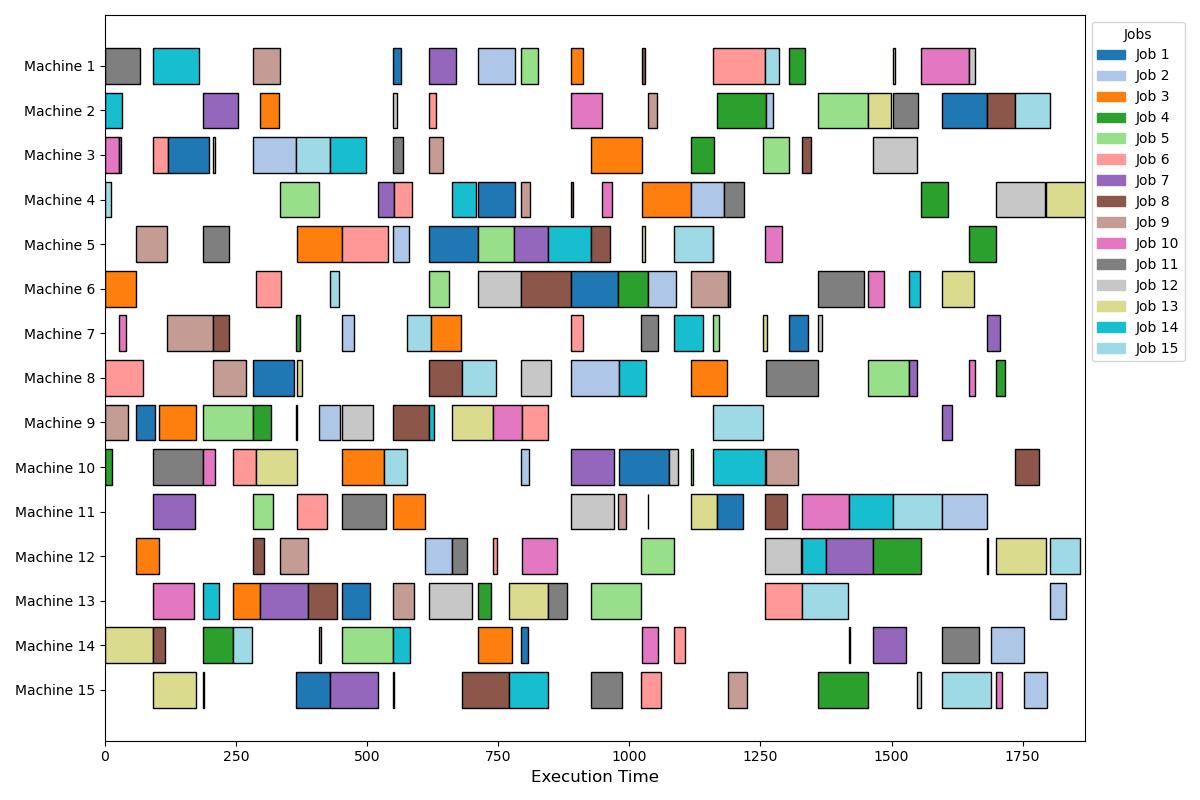 Machine 1
Machine 2
Machine 3
Machine 4
Machine 5
Machine 6
Machine 7
Machine 8
Machine 9
Machine 10
Machine 11
Machine 12
Machine 13
Machine 14
Machine 15
0 250 500 750 1000 1250 1500 1750
Execution Time
Jobs
Job 1
Job 2
Job 3
Job 4
Job 5
Job 6
Job 7
Job 8
Job 9
Job 10
Job 11
Job 12
Job 13
Job 14
Job 15